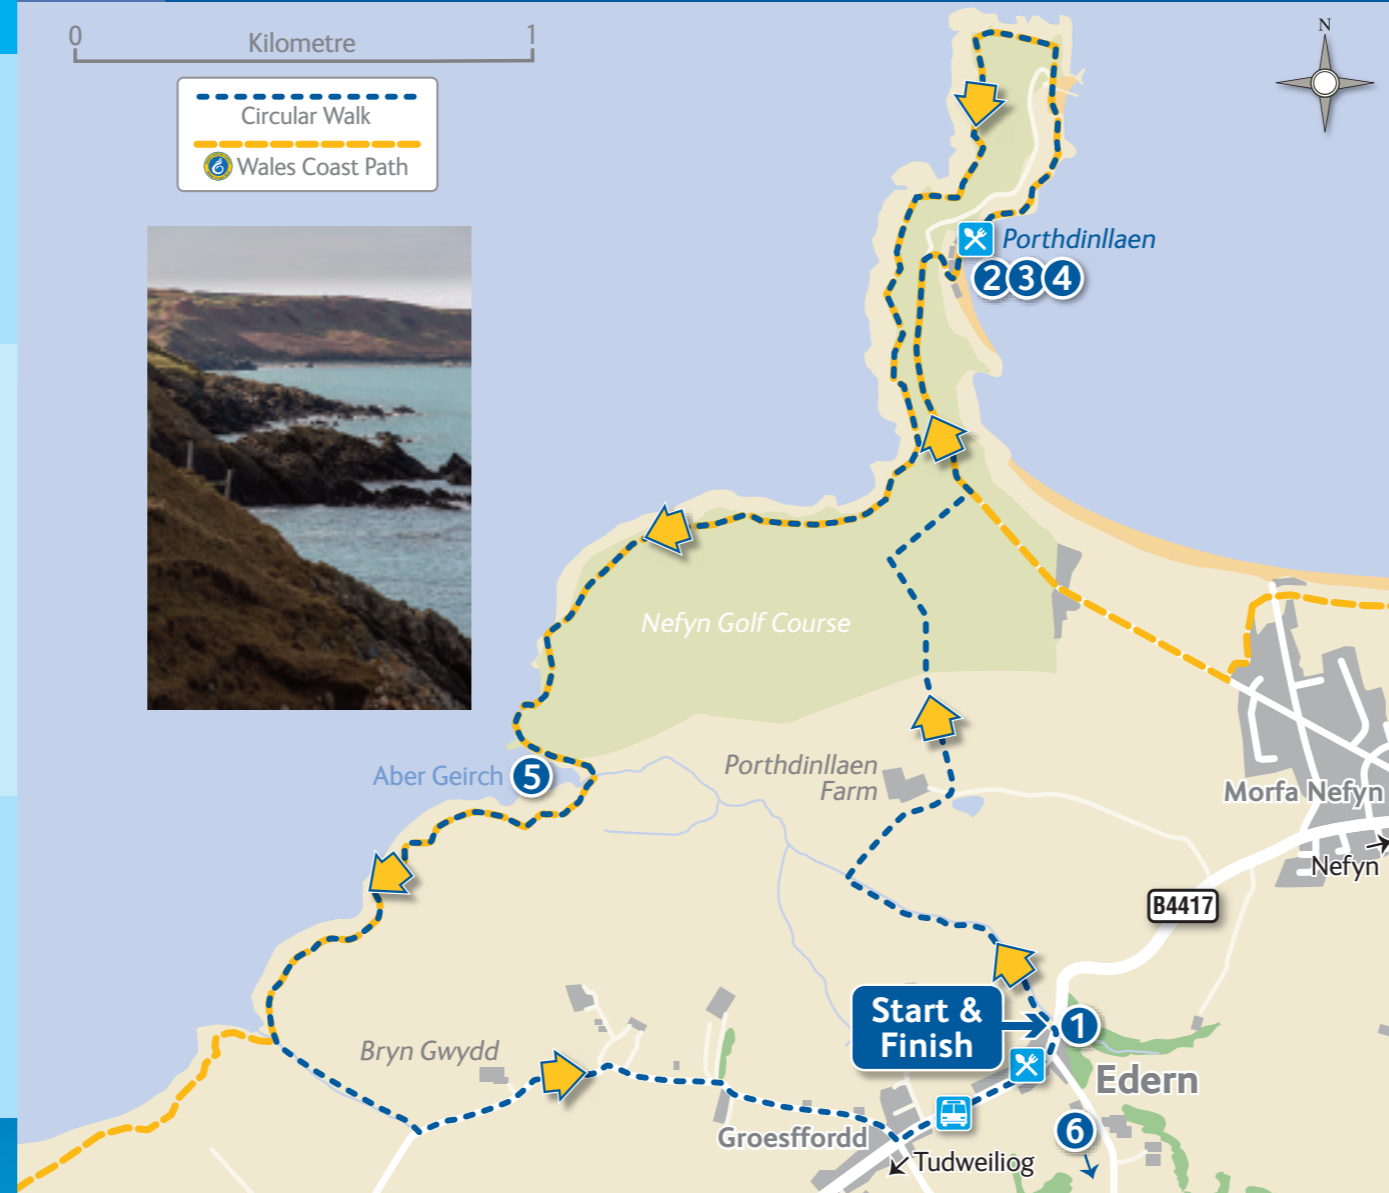 0 Kilometre 1
N
Circular Walk
Wales Coast Path
Porthdinllaen
2 3 4
Nefyn Golf Course
Aber Geirch 5
Porthdinllaen
Farm
Morfa Nefyn
Nefyn
B4417
Start &
Finish
1
Bryn Gwydd
Edern
Groesffordd
6
Tudweiliog